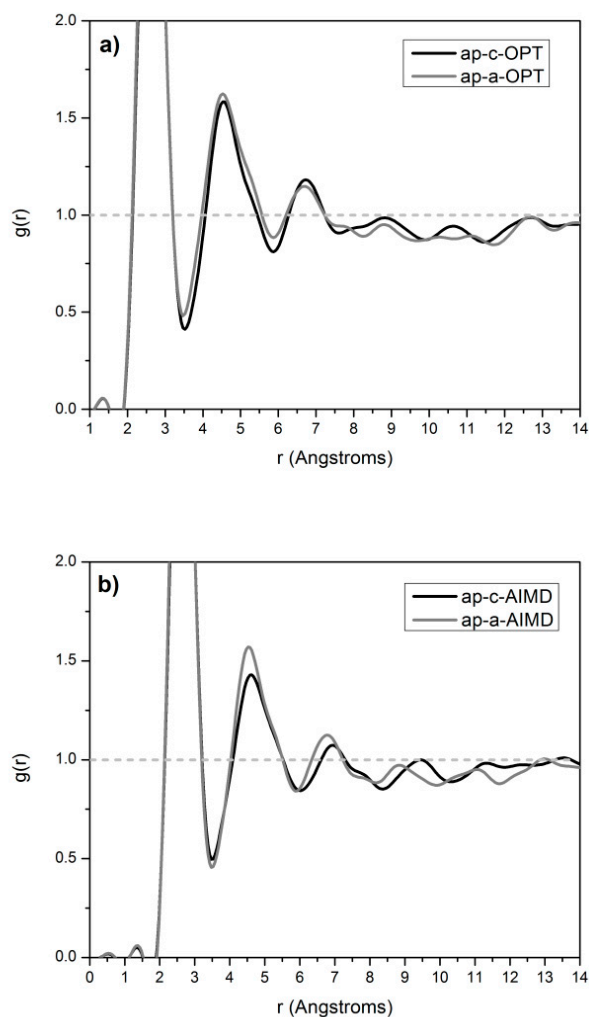 a)
ap-c-OPT
ap-a-OPT
2.0
1.5
1.0
0.5
0.0
g(r)
1 2 3 4 5 6 7 8 9 10 11 12 13 14
r (Angstroms)
b)
ap-c-AIMD
ap-a-AIMD
2.0
1.5
1.0
0.5
0.0
g(r)
0 1 2 3 4 5 6 7 8 9 10 11 12 13 14
r (Angstroms)